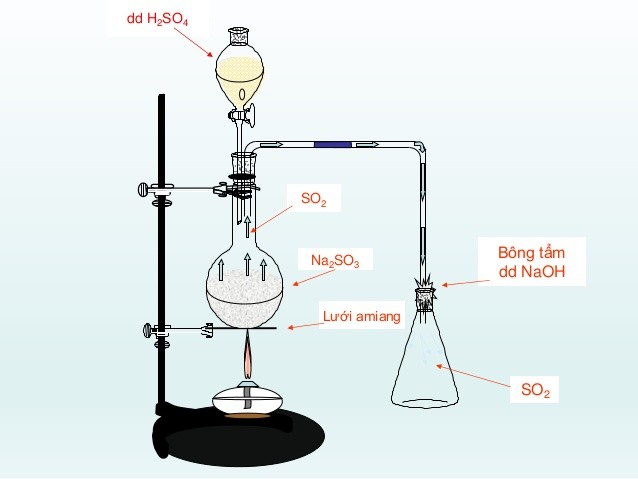 dd H₂SO₄
SO₂
Na₂SO₃
Bông tẩm
dd NaOH
Lưới amiang
SO₂